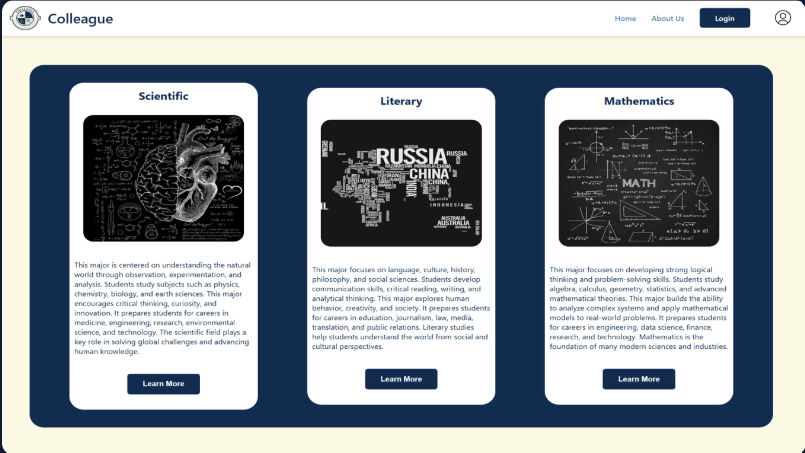 Colleague
Home
About Us
Login
Scientific
This major is centered on understanding the natural
world through observation, experimentation, and
analysis. Students study subjects such as physics,
chemistry, biology, and earth sciences. This major
encourages critical thinking, curiosity, and
innovation. It prepares students for careers in
medicine, engineering, research, environmental
science, and technology. The scientific field plays a
key role in solving global challenges and advancing
human knowledge.
Learn More
Literary
RUSSIA
RUSSIA
KAZAKHSTAN MONGOLIA CHINA
CHINA
CHINA
INDIA
INDONESIA
AUSTRALIA
AUSTRALIA
AFRICA
This major focuses on language, culture, history,
philosophy, and social sciences. Students develop
communication skills, critical reading, writing, and
analytical thinking. This major explores human
behavior, creativity, and society. It prepares students
for careers in education, journalism, law, media,
translation, and public relations. Literary studies
help students understand the world from social and
cultural perspectives.
Learn More
Mathematics
MATH
This major focuses on developing strong logical
thinking and problem-solving skills. Students study
algebra, calculus, geometry, statistics, and advanced
mathematical theories. This major builds the ability
to analyze complex systems and apply mathematical
models to real-world problems. It prepares students
for careers in engineering, data science, finance,
research, and technology. Mathematics is the
foundation of many modern sciences and industries.
Learn More